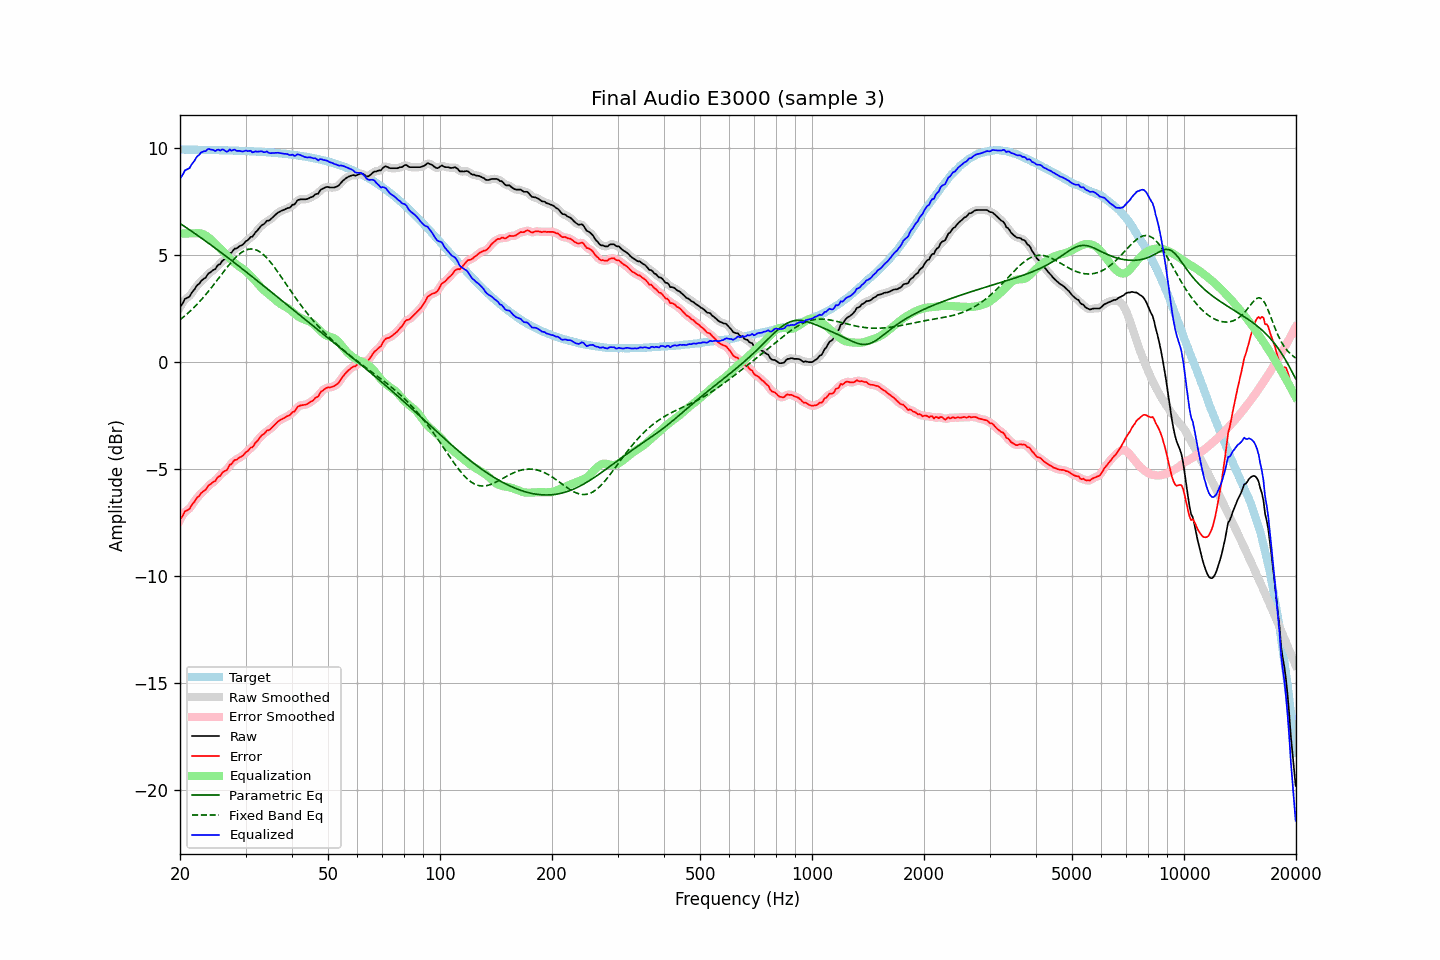 Final Audio E3000 (sample 3)
Amplitude (dBr)
10
5
0
−5
−10
−15
−20
Target
Raw Smoothed
Error Smoothed
Raw
Error
Equalization
Parametric Eq
Fixed Band Eq
Equalized
20 50 100 200 500 1000 2000 5000 10000 20000
Frequency (Hz)